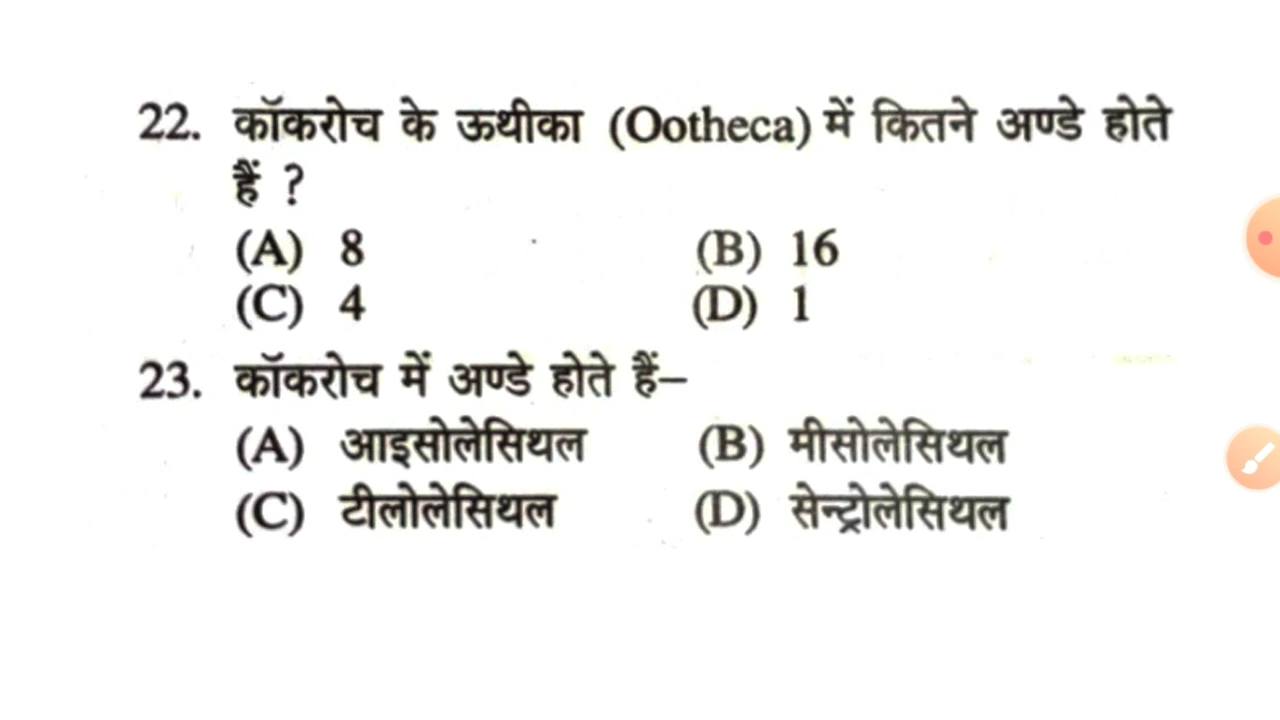 22. कॉकरोच के ऊथीका (Ootheca) में कितने अण्डे होते
हैं ?
(A) 8 (B) 16
(C) 4 (D) 1
23. कॉकरोच में अण्डे होते हैं–
(A) आइसोलेसिथल (B) मीसोलेसिथल
(C) टीलोलेसिथल (D) सेन्ट्रोलेसिथल